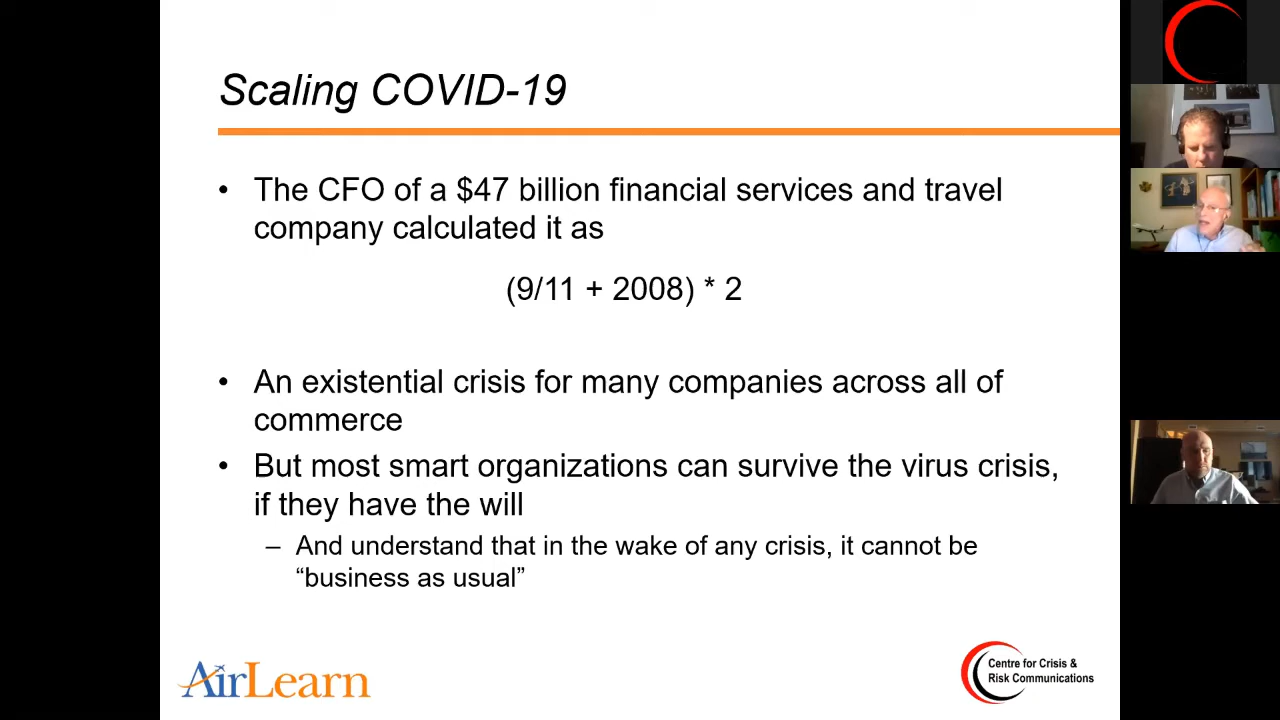 Scaling COVID-19
• The CFO of a $47 billion financial services and travel
company calculated it as
(9/11 + 2008) * 2
• An existential crisis for many companies across all of
commerce
• But most smart organizations can survive the virus crisis,
if they have the will
– And understand that in the wake of any crisis, it cannot be
“business as usual”
AirLearn
Centre for Crisis &
Risk Communications